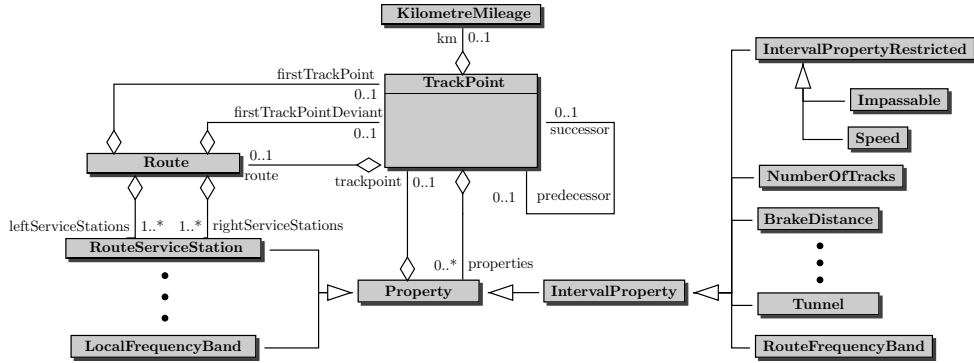 KilometreMileage
km 0..1
IntervalPropertyRestricted
firstTrackPoint
TrackPoint
0..1
Impassable
firstTrackPointDeviant
0..1
0..1
successor
Speed
Route
0..1
route
trackpoint
0..1
0..1
predecessor
NumberOfTracks
leftServiceStations 1..* 1..* rightServiceStations
BrakeDistance
RouteServiceStation
0..* properties
Property
IntervalProperty
Tunnel
LocalFrequencyBand
RouteFrequencyBand